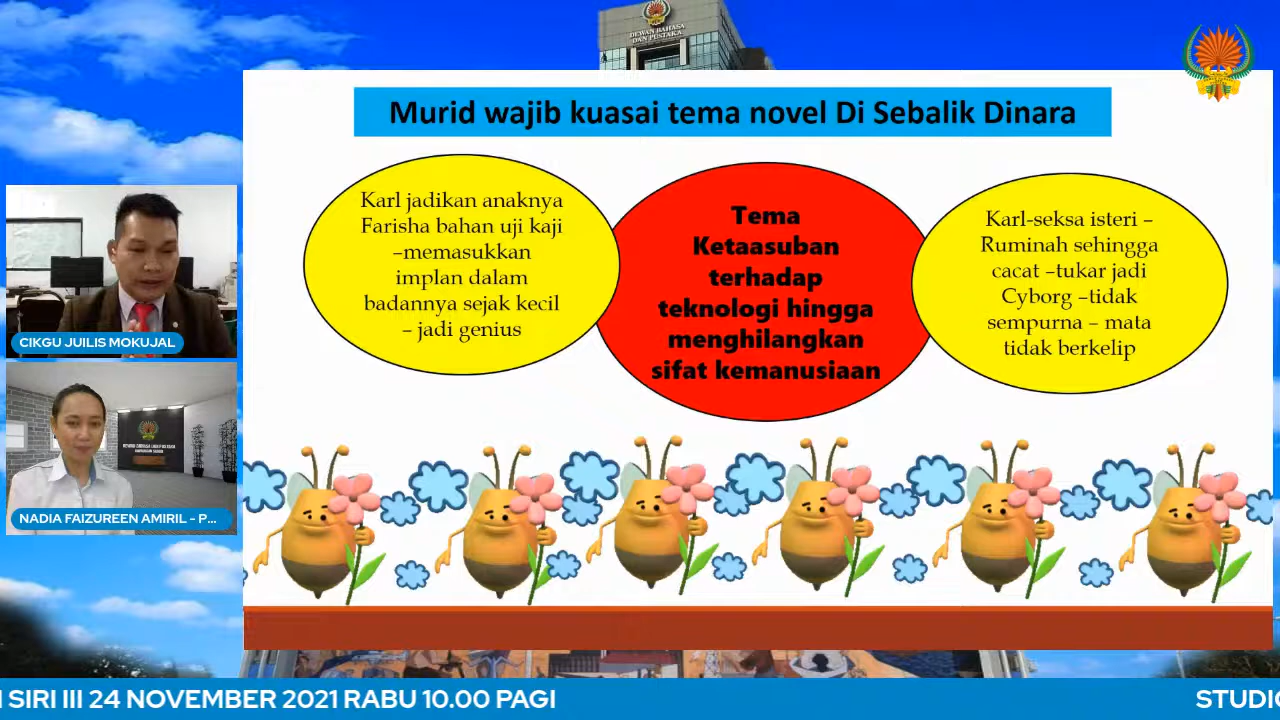 DEWAN BAHASA
DAN PUSTAKA
Murid wajib kuasai tema novel Di Sebalik Dinara
Karl jadikan anaknya
Farisha bahan uji kaji
–memasukkan
implan dalam
badannya sejak kecil
– jadi genius
Tema
Ketaasuban
terhadap
teknologi hingga
menghilangkan
sifat kemanusiaan
Karl-seksa isteri –
Ruminah sehingga
cacat –tukar jadi
Cyborg –tidak
sempurna – mata
tidak berkelip
CIKGU JUILIS MOKUJAL
NADIA FAIZUREEN AMIRIL - P...
SIRI III 24 NOVEMBER 2021 RABU 10.00 PAGI
STUDIO